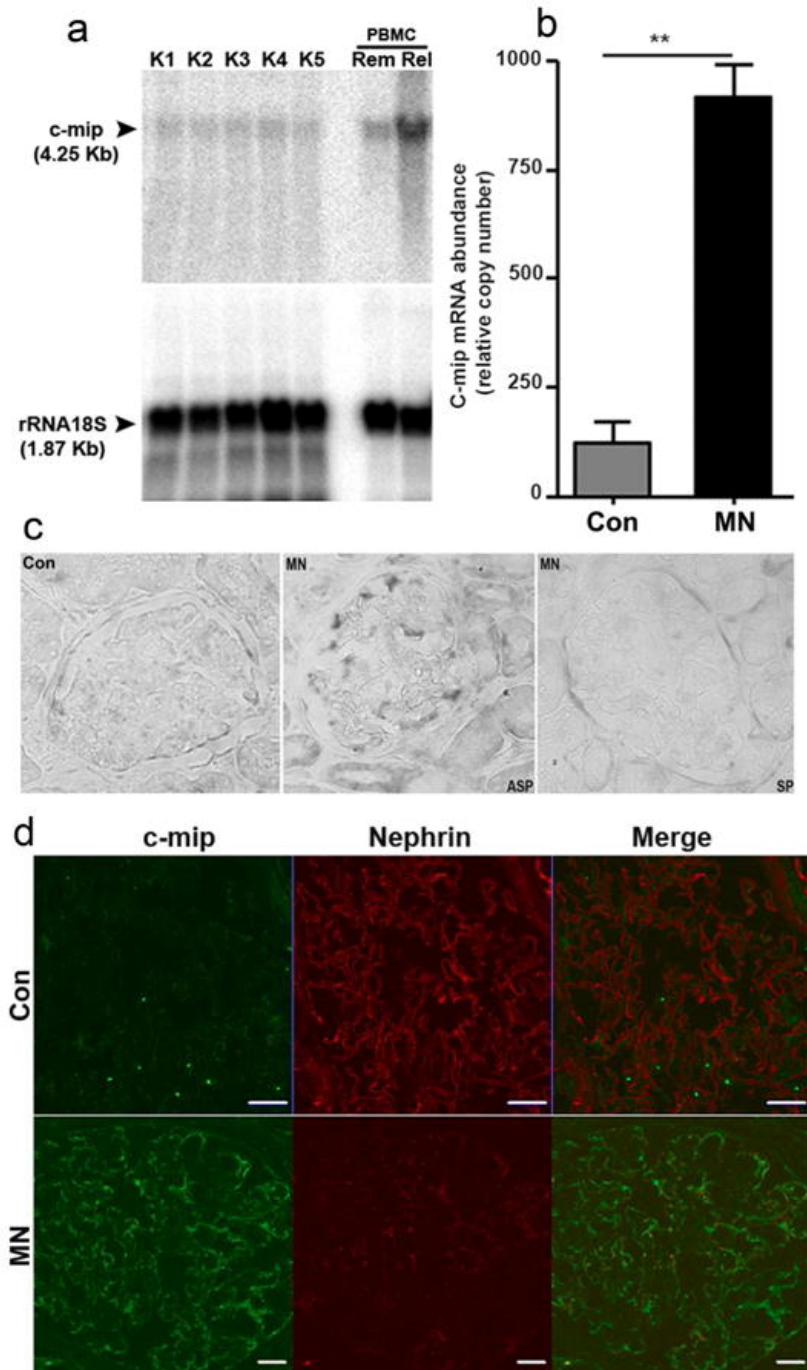 a
PBMC
K1 K2 K3 K4 K5 Rem Rel
c-mip
(4.25 Kb)
rRNA18S
(1.87 Kb)
b
**
C-mip mRNA abundance
(relative copy number)
1000
750
500
250
0
Con MN
c
Con
MN
ASP
MN
SP
d
c-mip Nephrin Merge
Con
MN